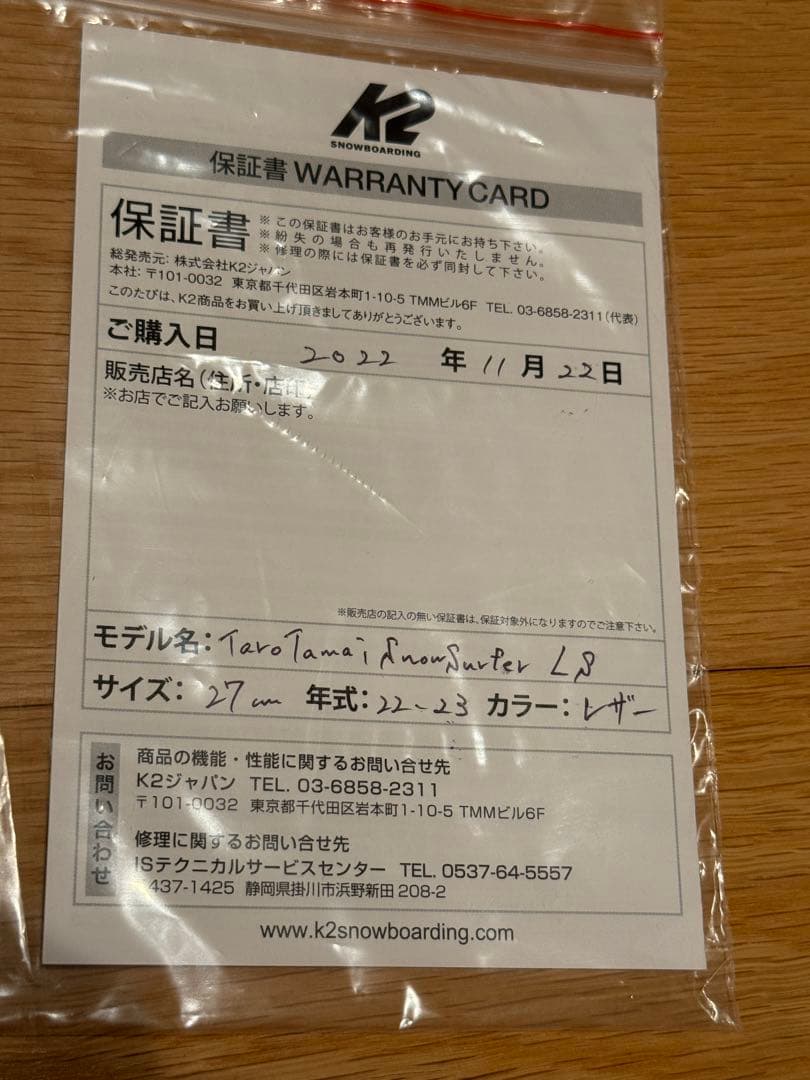 K2
SNOWBOARDING
保証書 WARRANTY CARD
保証書
※この保証書はお客様のお手元にお持ち下さい。
※紛失の場合も再発行いたしません。
※修理の際には保証書を必ず同封して下さい。
総発売元：株式会社K2ジャパン
本社：〒101-0032 東京都千代田区岩本町1-10-5 TMMビル6F TEL. 03-6858-2311（代表）
このたびは、K2商品をお買い上げ頂きましてありがとうございます。
ご購入日 2022 年 11 月 22 日
販売店名（住所・店印）
※お店でご記入お願いします。
※販売店の記入の無い保証書は、保証対象外になりますのでご注意下さい。
モデル名：Taro Tamai Snow Surfer LS
サイズ：27cm 年式：22-23 カラー：レザー
お問い合わせ
商品の機能・性能に関するお問い合せ先
K2ジャパン TEL. 03-6858-2311
〒101-0032 東京都千代田区岩本町1-10-5 TMMビル6F
修理に関するお問い合せ先
ISテクニカルサービスセンター TEL. 0537-64-5557
437-1425 静岡県掛川市浜野新田 208-2
www.k2snowboarding.com